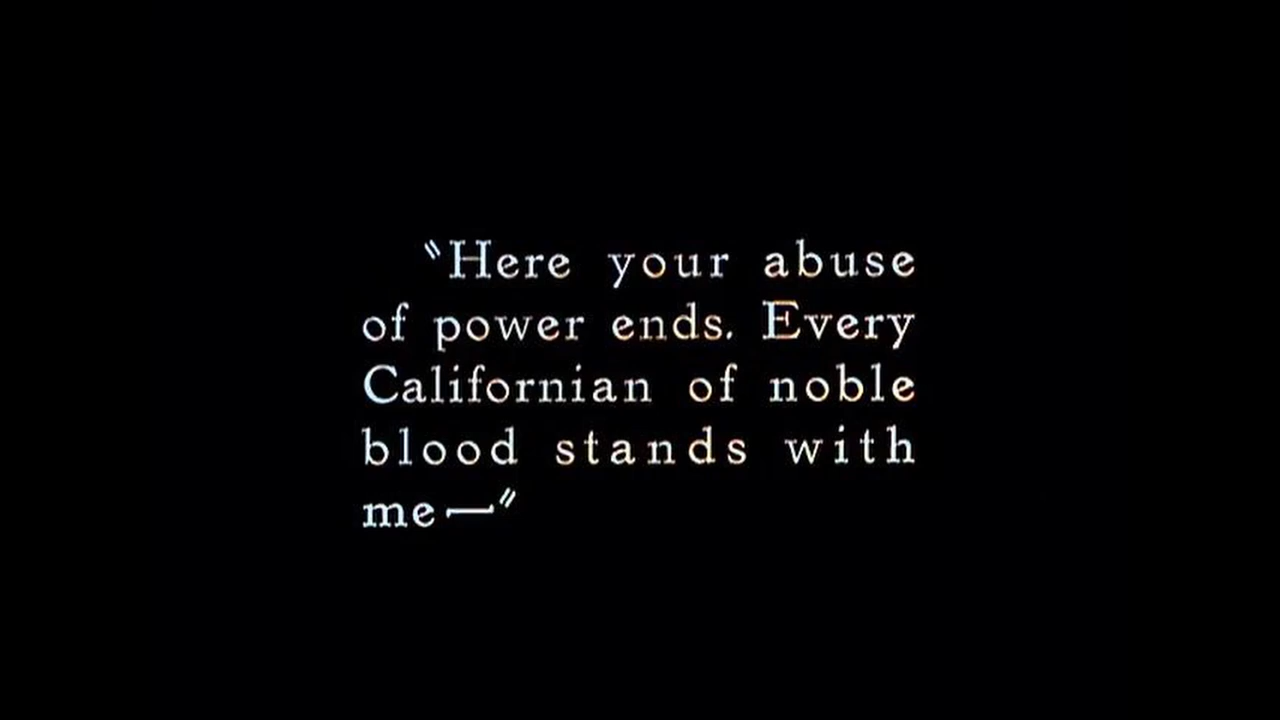 "Here your abuse
of power ends. Every
Californian of noble
blood stands with
me—"